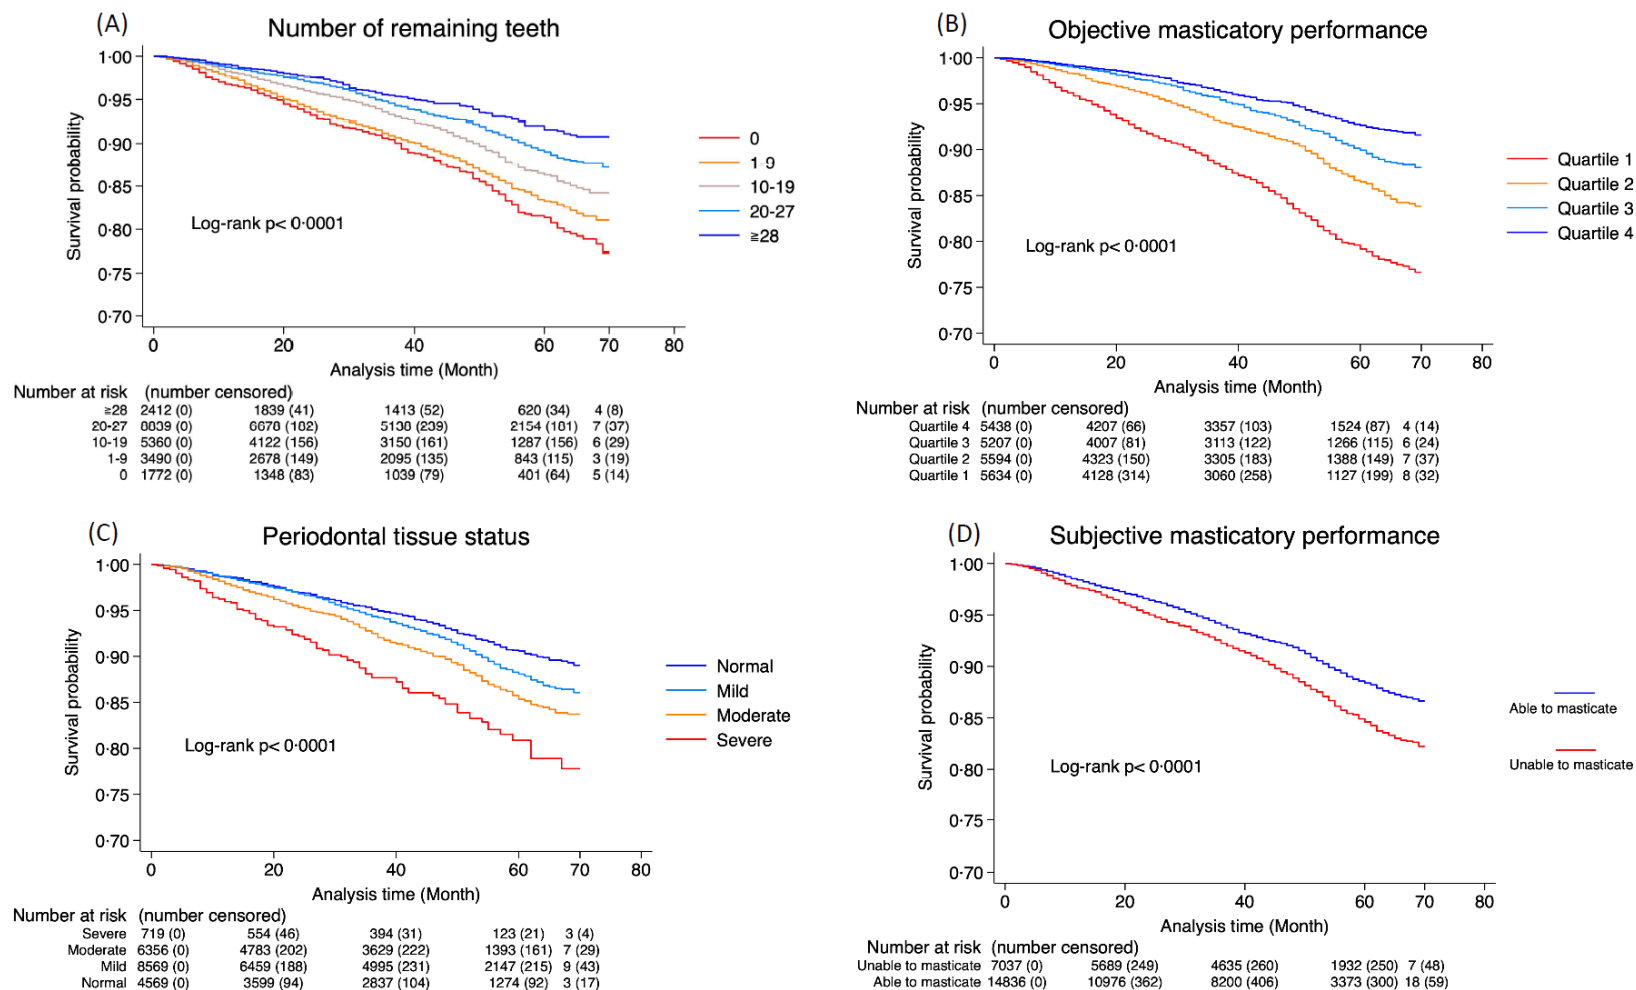 (A)
Number of remaining teeth
Survival probability
1·00
0·95
0·90
0·85
0·80
0·75
0·70
Log-rank p< 0·0001
0
1-9
10-19
20-27
≧28
0 20 40 60 70 80
Analysis time (Month)
Number at risk (number censored)
≥28 2412 (0) 1839 (41) 1413 (52) 620 (34) 4 (8)
20-27 8839 (0) 6678 (182) 5138 (239) 2154 (181) 7 (37)
10-19 5360 (0) 4122 (156) 3150 (161) 1287 (156) 6 (29)
1-9 3490 (0) 2678 (149) 2095 (135) 843 (115) 3 (19)
0 1772 (0) 1348 (83) 1039 (79) 401 (64) 5 (14)
(B)
Objective masticatory performance
Survival probability
1·00
0·95
0·90
0·85
0·80
0·75
0·70
Log-rank p< 0·0001
Quartile 1
Quartile 2
Quartile 3
Quartile 4
0 20 40 60 70 80
Analysis time (Month)
Number at risk (number censored)
Quartile 4 5438 (0) 4207 (66) 3357 (103) 1524 (87) 4 (14)
Quartile 3 5207 (0) 4007 (81) 3113 (122) 1266 (115) 6 (24)
Quartile 2 5594 (0) 4323 (150) 3305 (183) 1388 (149) 7 (37)
Quartile 1 5634 (0) 4128 (314) 3060 (258) 1127 (199) 8 (32)
(C)
Periodontal tissue status
Survival probability
1·00
0·95
0·90
0·85
0·80
0·70
Log-rank p< 0·0001
Normal
Mild
Moderate
Severe
0 20 40 60 70 80
Analysis time (Month)
Number at risk (number censored)
Severe 719 (0) 554 (46) 394 (31) 123 (21) 3 (4)
Moderate 6356 (0) 4783 (202) 3629 (222) 1393 (161) 7 (29)
Mild 8569 (0) 6459 (188) 4995 (231) 2147 (215) 9 (43)
Normal 4569 (0) 3599 (94) 2837 (104) 1274 (92) 3 (17)
(D)
Subjective masticatory performance
Survival probability
1·00
0·95
0·90
0·85
0·80
0·70
Log-rank p< 0·0001
Able to masticate
Unable to masticate
0 20 40 60 70 80
Analysis time (Month)
Number at risk (number censored)
Unable to masticate 7037 (0) 5689 (249) 4635 (260) 1932 (250) 7 (48)
Able to masticate 14836 (0) 10976 (362) 8200 (406) 3373 (300) 18 (59)